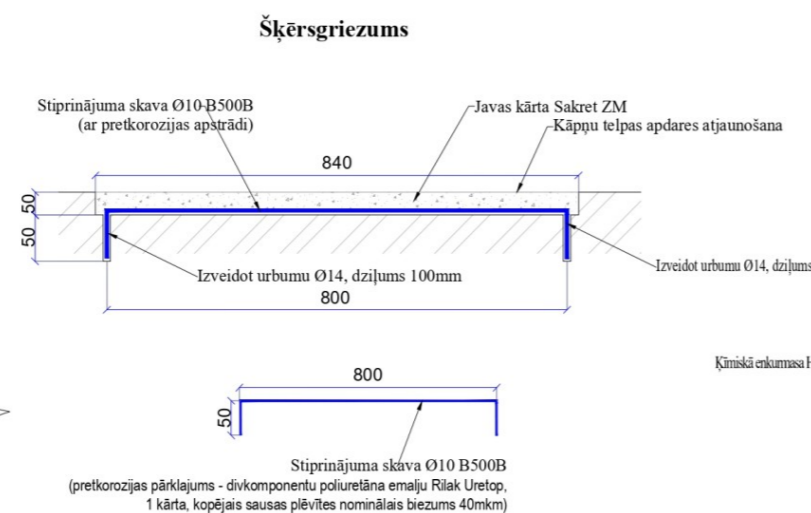 Šķērsgriezums
Stiprinājuma skava Ø10 B500B
(ar pretkorozijas apstrādi)
Javas kārta Sakret ZM
Kāpņu telpas apdares atjaunošana
840
50
50
Izveidot urbumu Ø14, dziļums 100mm
Izveidot urbumu Ø14, dziļums
800
Ķīmiskā enkurmasa H
800
50
Stiprinājuma skava Ø10 B500B
(pretkorozijas pārklajums - divkomponentu poliuretāna emalju Rilak Uretop,
1 kārta, kopējais sausas plēvītes nominālais biezums 40mkm)